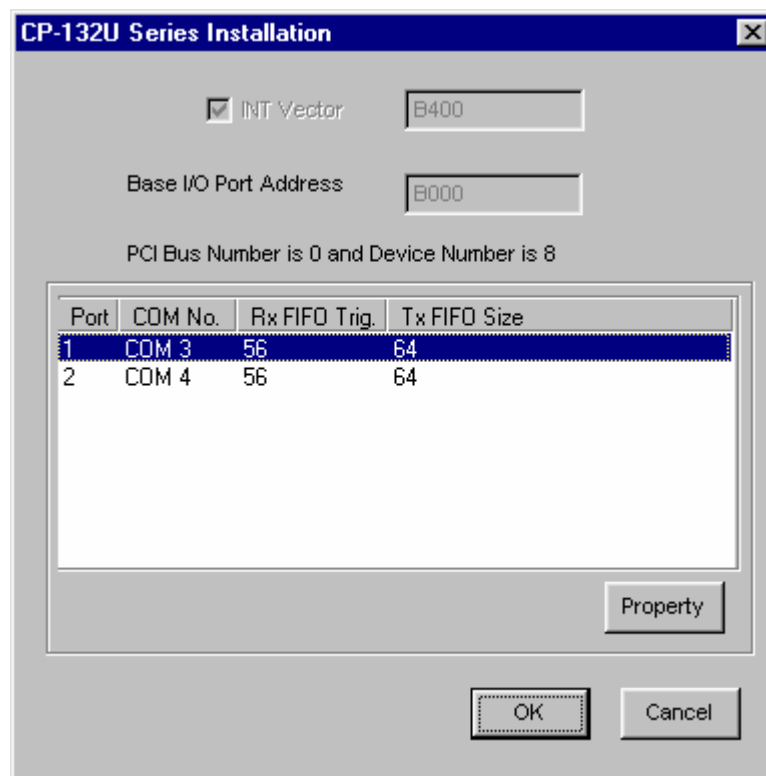 CP-132U Series Installation
INT Vector B400
Base I/O Port Address B000
PCI Bus Number is 0 and Device Number is 8
Port COM No. Rx FIFO Trig. Tx FIFO Size
1 COM 3 56 64
2 COM 4 56 64
Property
OK Cancel